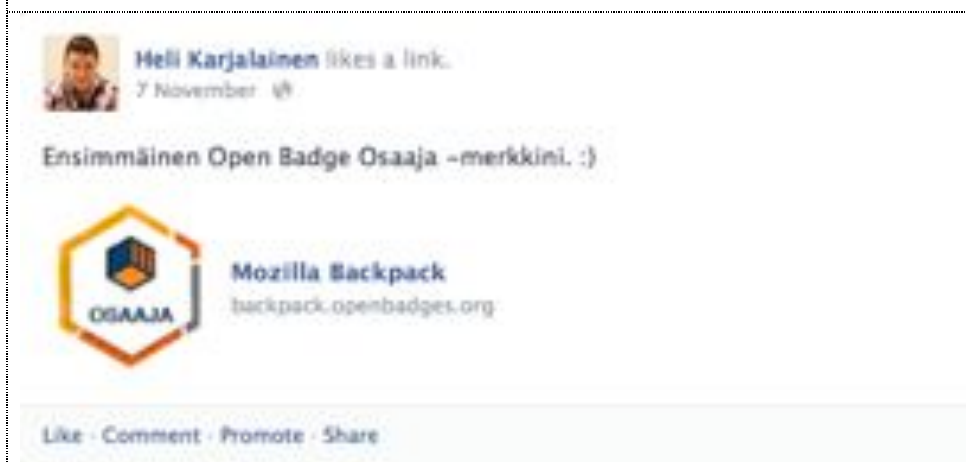 Heli Karjalainen likes a link.
7 November
Ensimmäinen Open Badge Osaaja -merkkini. :)
OSAAJA
Mozilla Backpack
backpack.openbadges.org
Like · Comment · Promote · Share